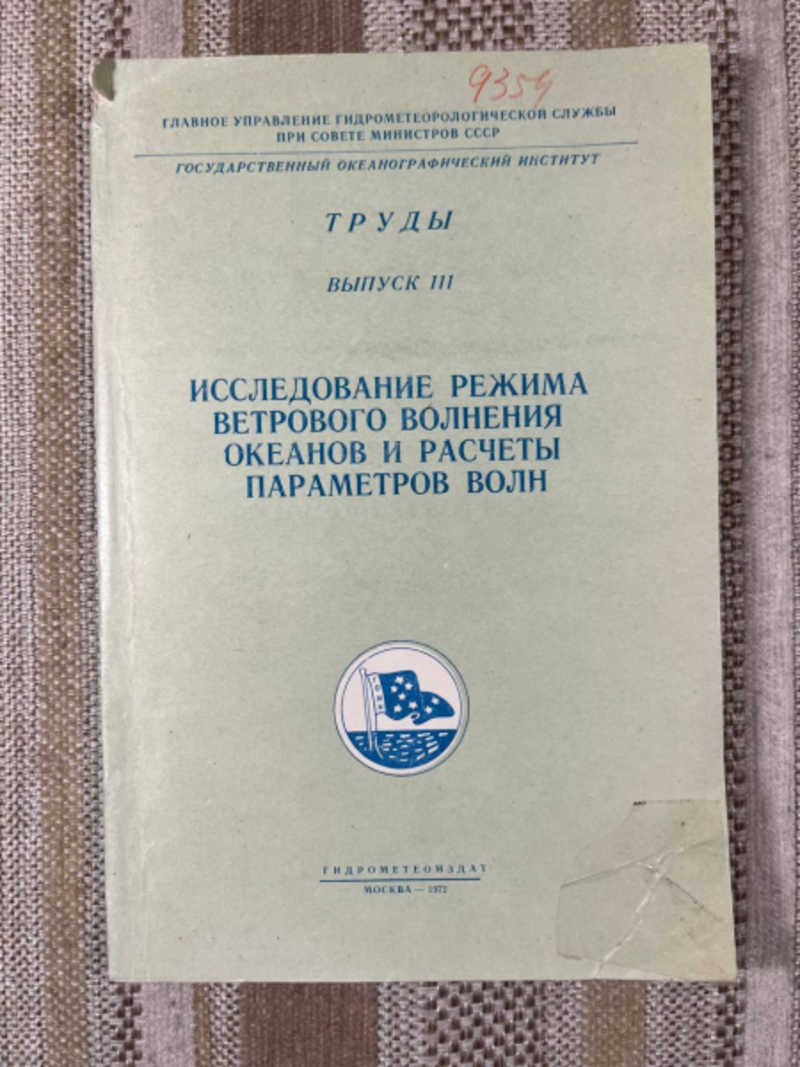 9359
ГЛАВНОЕ УПРАВЛЕНИЕ ГИДРОМЕТЕОРОЛОГИЧЕСКОЙ СЛУЖБЫ
ПРИ СОВЕТЕ МИНИСТРОВ СССР
ГОСУДАРСТВЕННЫЙ ОКЕАНОГРАФИЧЕСКИЙ ИНСТИТУТ
ТРУДЫ
ВЫПУСК 111
ИССЛЕДОВАНИЕ РЕЖИМА
ВЕТРОВОГО ВОЛНЕНИЯ
ОКЕАНОВ И РАСЧЕТЫ
ПАРАМЕТРОВ ВОЛН
ГИДРОМЕТЕОИЗДАТ
МОСКВА — 1972